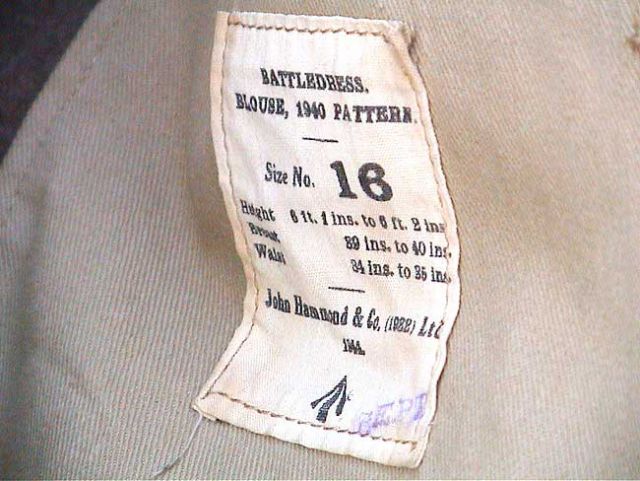 BATTLEDRESS.
BLOUSE, 1940 PATTERN.
Size No. 16
Height 6 ft. 1 ins. to 6 ft. 2 ins
Breast 39 ins. to 40 ins.
Waist 34 ins. to 35 ins
John Hammond & Co, (1922) Ltd
1944.